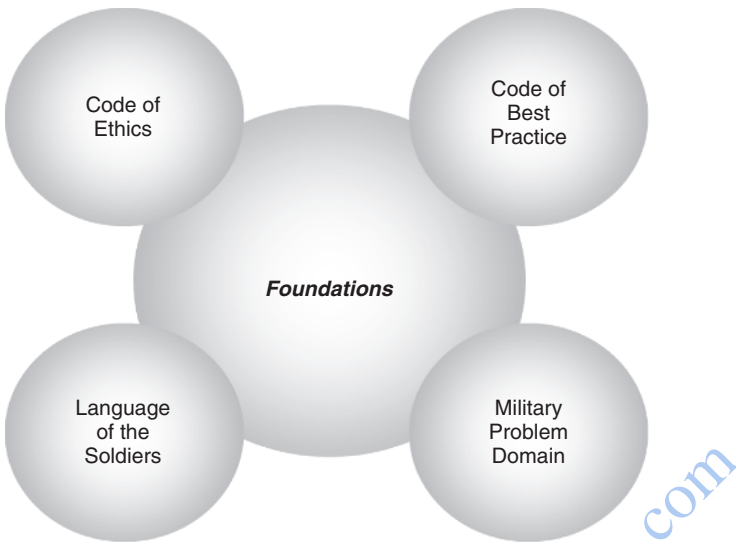 Code of
Ethics
Code of
Best
Practice
Foundations
Language
of the
Soldiers
Military
Problem
Domain
com